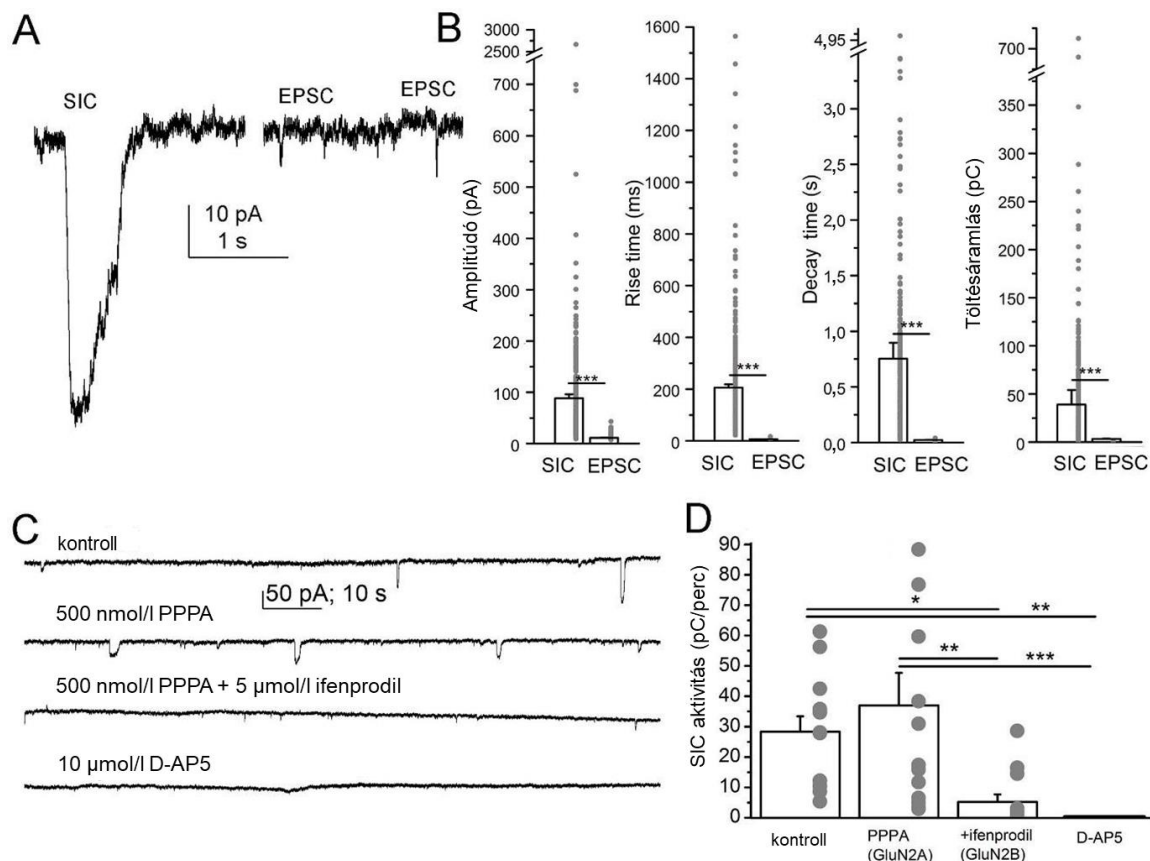 A
SIC
EPSC
EPSC
10 pA
1 s
B
Amplitúdó (pA)
3000
2500
700
600
500
400
300
200
100
0
***
SIC EPSC
Rise time (ms)
1600
1400
1200
1000
800
600
400
200
0
***
SIC EPSC
Decay time (s)
4,95
3,0
2,5
2,0
1,5
1,0
0,5
0,0
***
SIC EPSC
Töltésáramlás (pC)
700
350
300
250
200
150
100
50
0
***
SIC EPSC
C
kontroll
50 pA; 10 s
500 nmol/l PPPA
500 nmol/l PPPA + 5 µmol/l ifenprodil
10 µmol/l D-AP5
D
SIC aktivitás (pC/perc)
90
80
70
60
50
40
30
20
10
0
*
**
**
***
kontroll
PPPA
(GluN2A)
+ifenprodil
(GluN2B)
D-AP5